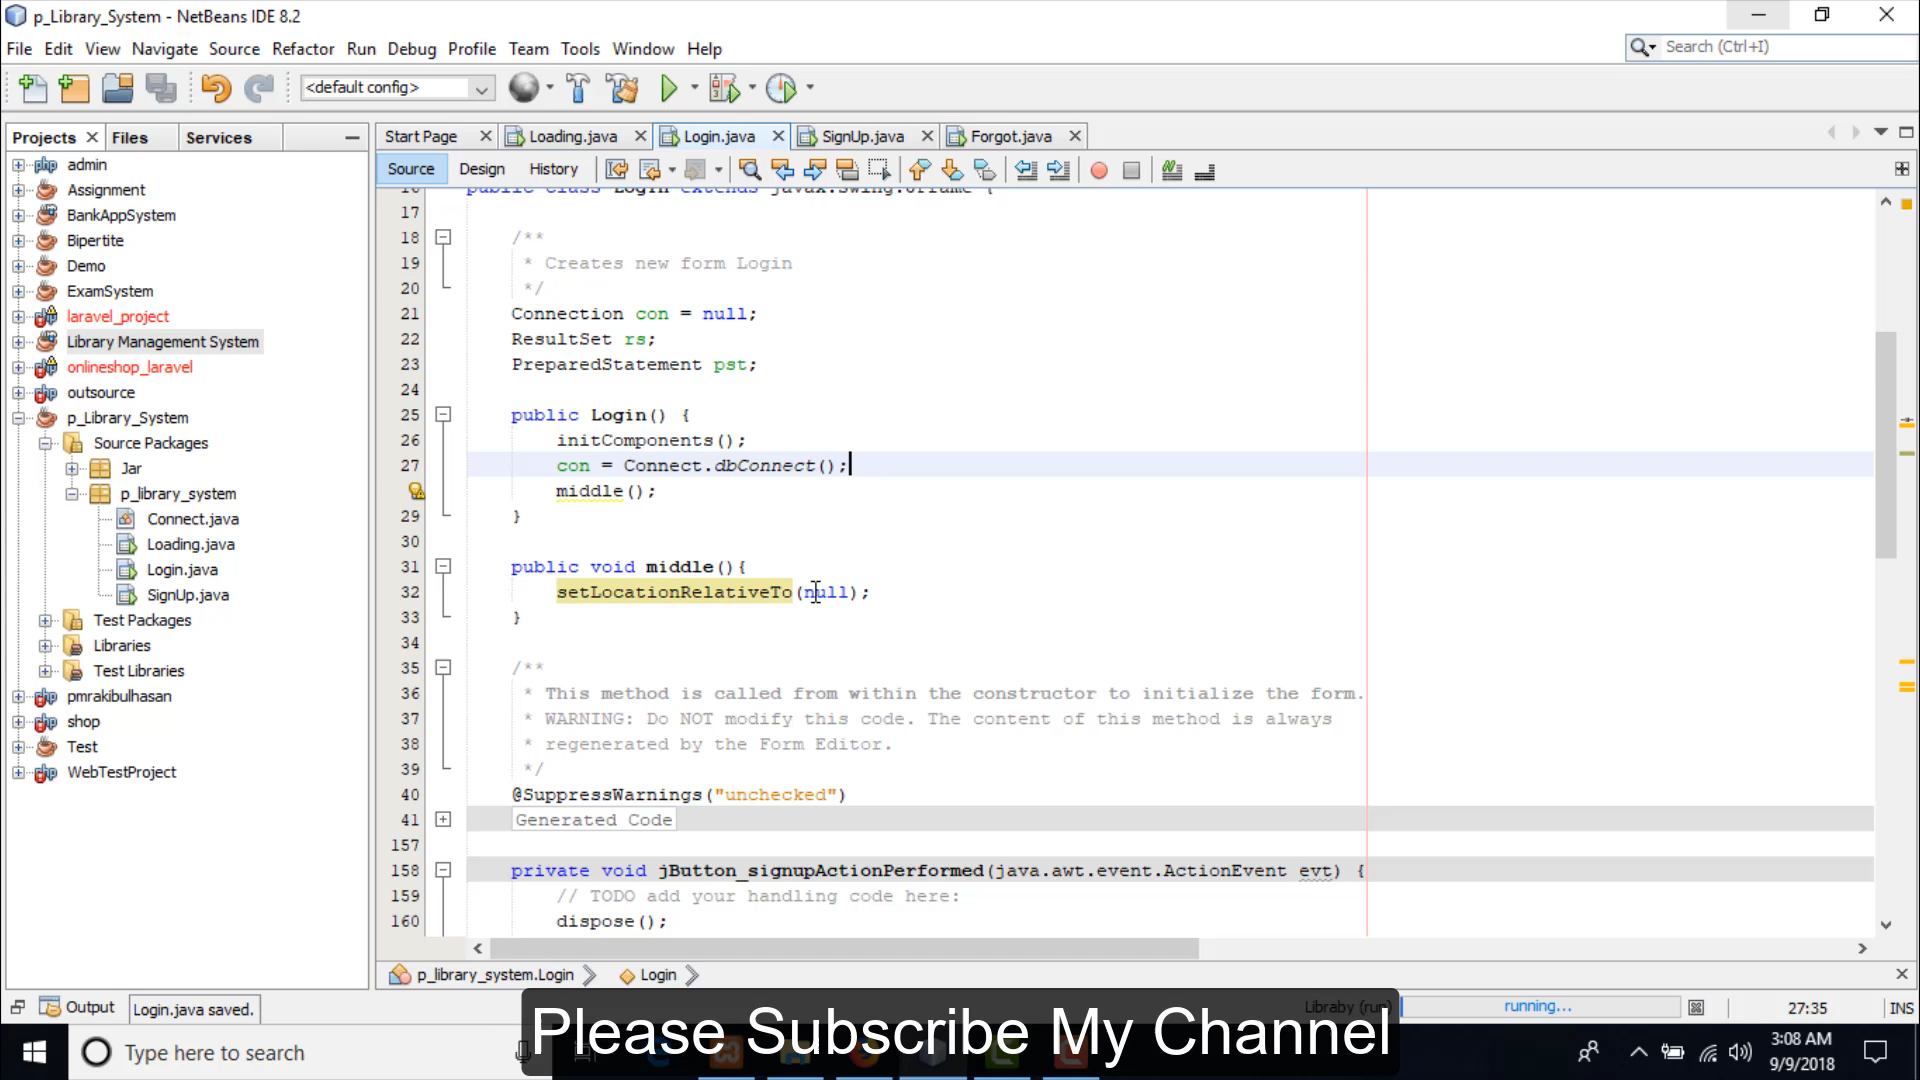 p_Library_System - NetBeans IDE 8.2
File Edit View Navigate Source Refactor Run Debug Profile Team Tools Window Help
Search (Ctrl+I)
<default config>
Projects Files Services
Start Page Loading.java Login.java SignUp.java Forgot.java
Source Design History
admin
Assignment
BankAppSystem
Bipertite
Demo
ExamSystem
laravel_project
Library Management System
onlineshop_laravel
outsource
p_Library_System
Source Packages
Jar
p_library_system
Connect.java
Loading.java
Login.java
SignUp.java
Test Packages
Libraries
Test Libraries
pmrakibulhasan
shop
Test
WebTestProject
16 public class Login extends javax.swing.JFrame {
17
18 /**
19 * Creates new form Login
20 */
21 Connection con = null;
22 ResultSet rs;
23 PreparedStatement pst;
24
25 public Login() {
26 initComponents();
27 con = Connect.dbConnect();
middle();
29 }
30
31 public void middle(){
32 setLocationRelativeTo(null);
33 }
34
35 /**
36 * This method is called from within the constructor to initialize the form.
37 * WARNING: Do NOT modify this code. The content of this method is always
38 * regenerated by the Form Editor.
39 */
40 @SuppressWarnings("unchecked")
41 Generated Code
157
158 private void jButton_signupActionPerformed(java.awt.event.ActionEvent evt) {
159 // TODO add your handling code here:
160 dispose();
p_library_system.Login Login
Output Login.java saved. Libraby (run) running... 27:35 INS
Please Subscribe My Channel
Type here to search
3:08 AM
9/9/2018